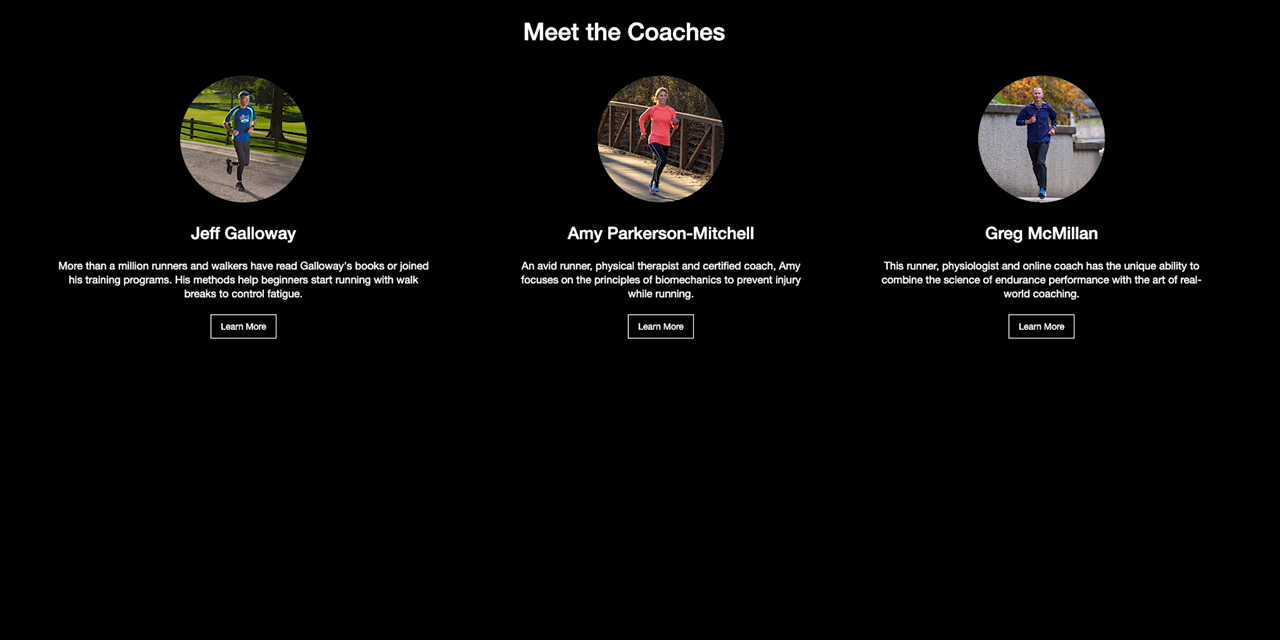 Meet the Coaches
Jeff Galloway
More than a million runners and walkers have read Galloway's books or joined
his training programs. His methods help beginners start running with walk
breaks to control fatigue.
Learn More
Amy Parkerson-Mitchell
An avid runner, physical therapist and certified coach, Amy
focuses on the principles of biomechanics to prevent injury
while running.
Learn More
Greg McMillan
This runner, physiologist and online coach has the unique ability to
combine the science of endurance performance with the art of real-
world coaching.
Learn More